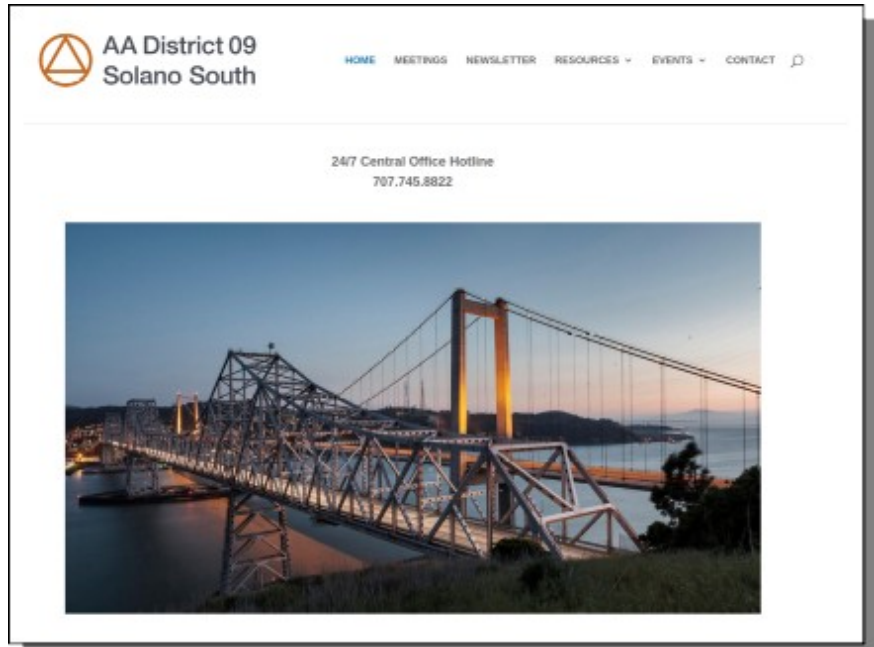 AA District 09
Solano South
HOME MEETINGS NEWSLETTER RESOURCES EVENTS CONTACT
24/7 Central Office Hotline
707.745.8822